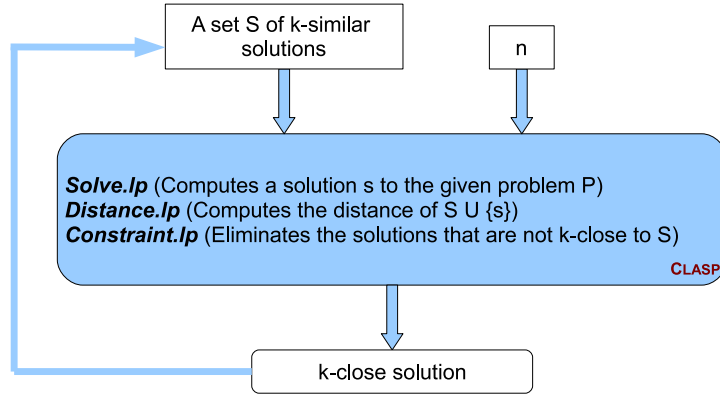 A set S of k-similar
solutions
n
Solve.lp (Computes a solution s to the given problem P)
Distance.lp (Computes the distance of S U {s})
Constraint.lp (Eliminates the solutions that are not k-close to S)
CLASP
k-close solution